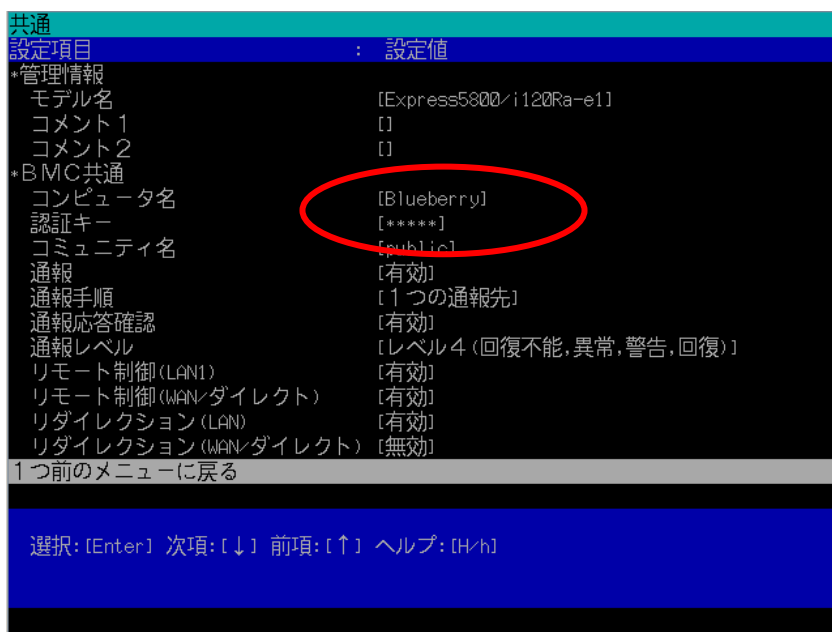 共通
設定項目 : 設定値
*管理情報
モデル名 [Express5800/i120Ra-e1]
コメント1 []
コメント2 []
*BMC共通
コンピュータ名 [Blueberry]
認証キー [*****]
コミュニティ名 [public]
通報 [有効]
通報手順 [1つの通報先]
通報応答確認 [有効]
通報レベル [レベル4(回復不能,異常,警告,回復)]
リモート制御(LAN1) [有効]
リモート制御(WAN/ダイレクト) [有効]
リダイレクション(LAN) [有効]
リダイレクション(WAN/ダイレクト) [無効]
1つ前のメニューに戻る
選択:[Enter] 次項:[↓] 前項:[↑] ヘルプ:[H/h]